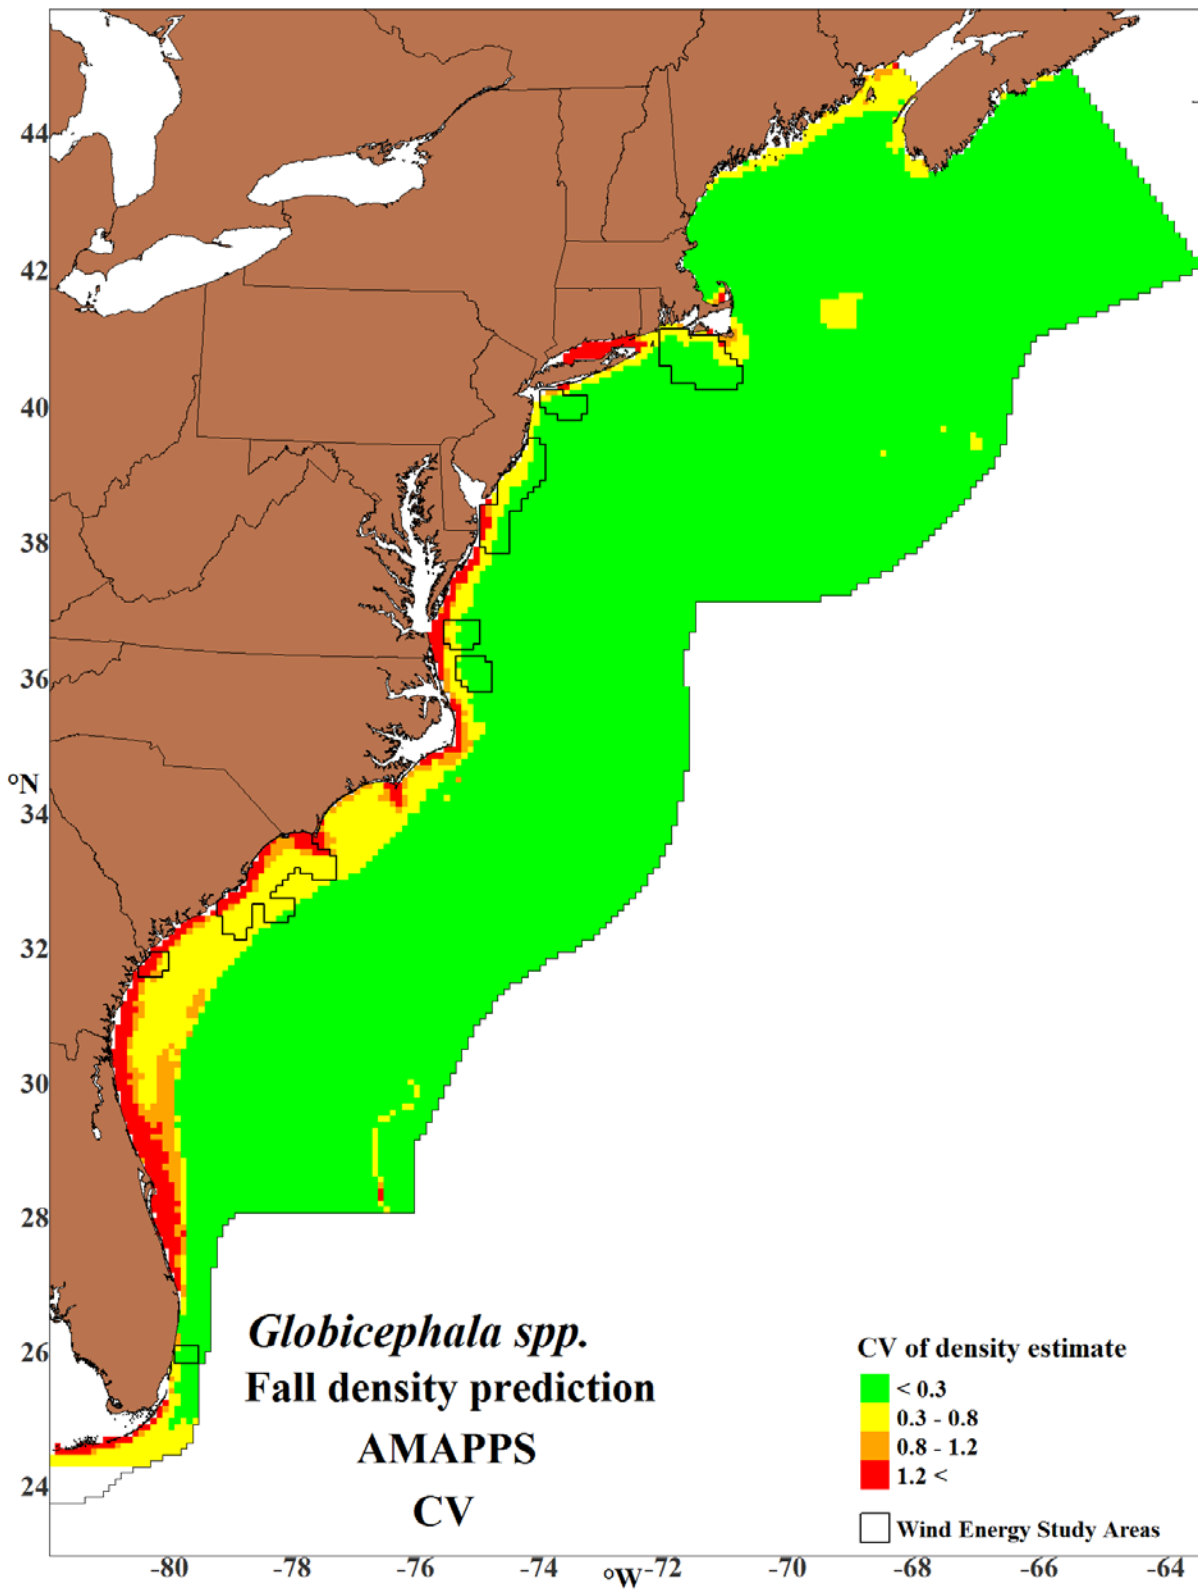 44
42
40
38
36
°N
34
32
30
28
26
24
Globicephala spp.
Fall density prediction
AMAPPS
CV
CV of density estimate
< 0.3
0.3 - 0.8
0.8 - 1.2
1.2 <
Wind Energy Study Areas
-80 -78 -76 -74 °W -72 -70 -68 -66 -64